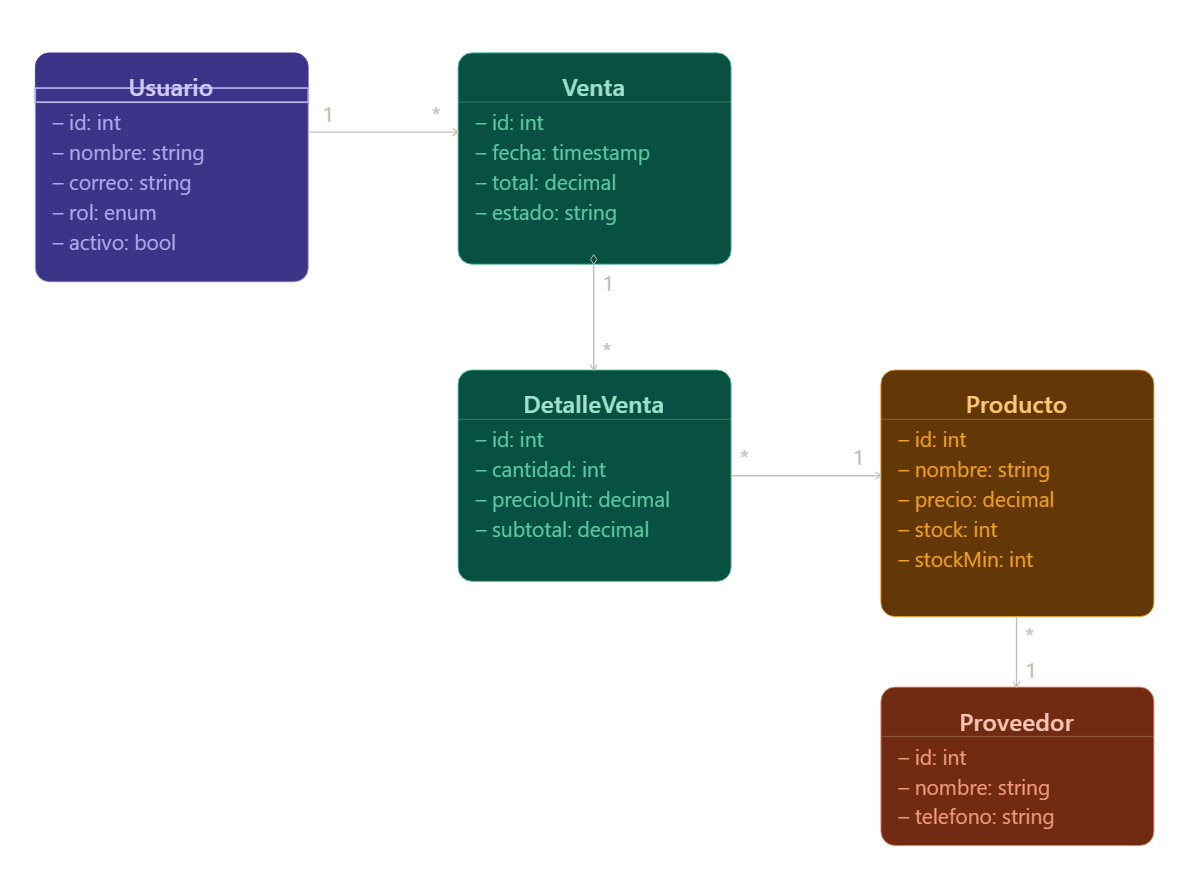 Usuario
– id: int
– nombre: string
– correo: string
– rol: enum
– activo: bool
1
*
Venta
– id: int
– fecha: timestamp
– total: decimal
– estado: string
1
*
DetalleVenta
– id: int
– cantidad: int
– precioUnit: decimal
– subtotal: decimal
*
1
Producto
– id: int
– nombre: string
– precio: decimal
– stock: int
– stockMin: int
*
1
Proveedor
– id: int
– nombre: string
– telefono: string